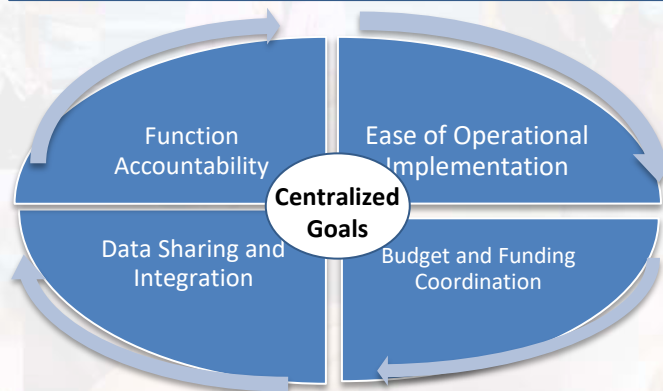 Function
Accountability
Ease of Operational
Implementation
Centralized
Goals
Data Sharing and
Integration
Budget and Funding
Coordination